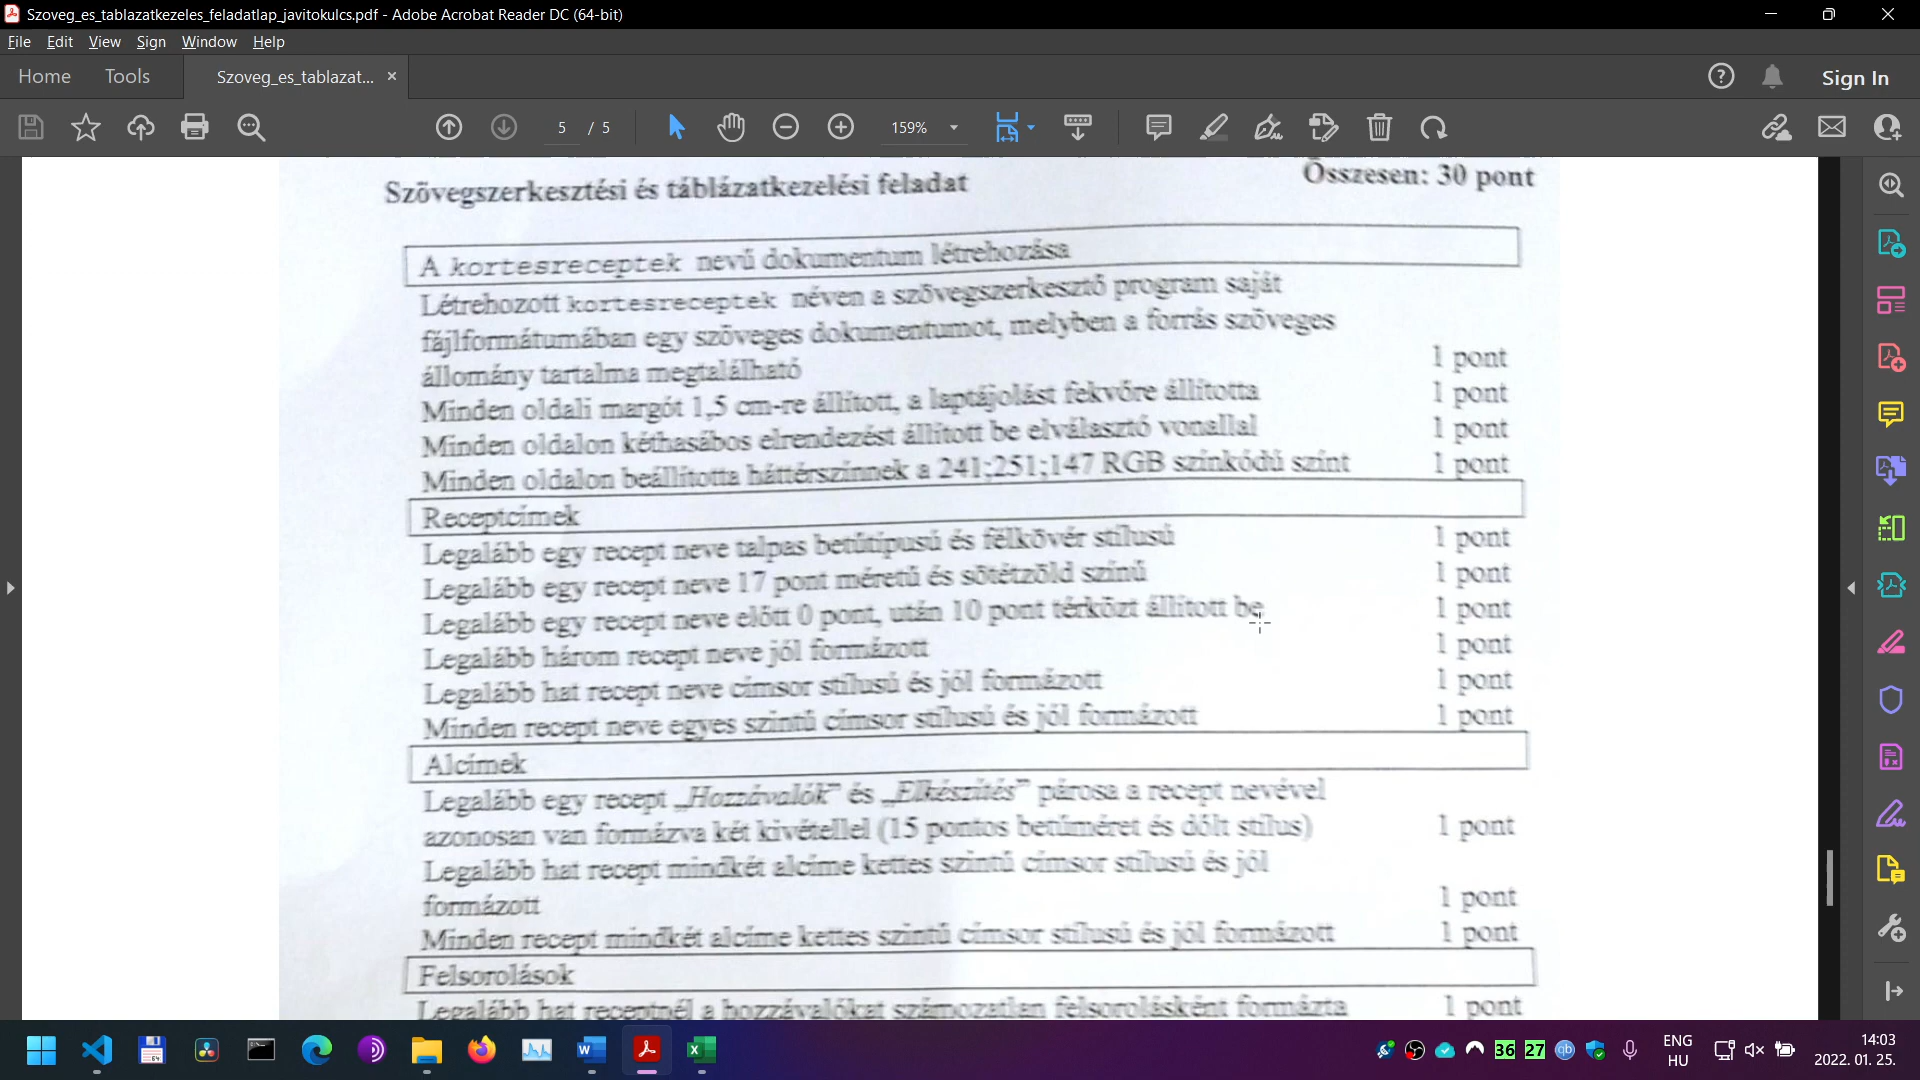 Szoveg_es_tablazatkezeles_feladatlap_javitokulcs.pdf - Adobe Acrobat Reader DC (64-bit)
File Edit View Sign Window Help
Home Tools Szoveg_es_tablazat... × Sign In
5 / 5 159%
Szövegszerkesztési és táblázatkezelési feladat Összesen: 30 pont
A kortesreceptek nevű dokumentum létrehozása
Létrehozott kortesreceptek néven a szövegszerkesztő program saját
fájlformátumában egy szöveges dokumentumot, melyben a forrás szöveges
állomány tartalma megtalálható 1 pont
Minden oldali margót 1,5 cm-re állított, a laptájolást fekvőre állította 1 pont
Minden oldalon kéthasábos elrendezést állított be elválasztó vonallal 1 pont
Minden oldalon beállította háttérszínnek a 241;251;147 RGB színkódú színt 1 pont
Receptcímek
Legalább egy recept neve talpas betűtípusú és félkövér stílusú 1 pont
Legalább egy recept neve 17 pont méretű és sötétzöld színű 1 pont
Legalább egy recept neve előtt 0 pont, után 10 pont térközt állított be 1 pont
Legalább három recept neve jól formázott 1 pont
Legalább hat recept neve címsor stílusú és jól formázott 1 pont
Minden recept neve egyes szintű címsor stílusú és jól formázott 1 pont
Alcímek
Legalább egy recept „Hozzávalók” és „Elkészítés” párosa a recept nevével
azonosan van formázva két kivétellel (15 pontos betűméret és dőlt stílus) 1 pont
Legalább hat recept mindkét alcíme kettes szintű címsor stílusú és jól
formázott 1 pont
Minden recept mindkét alcíme kettes szintű címsor stílusú és jól formázott 1 pont
Felsorolások
Legalább hat receptnél a hozzávalókat számozatlan felsorolásként formázta 1 pont
36 27 qb ENG 14:03
HU 2022. 01. 25.